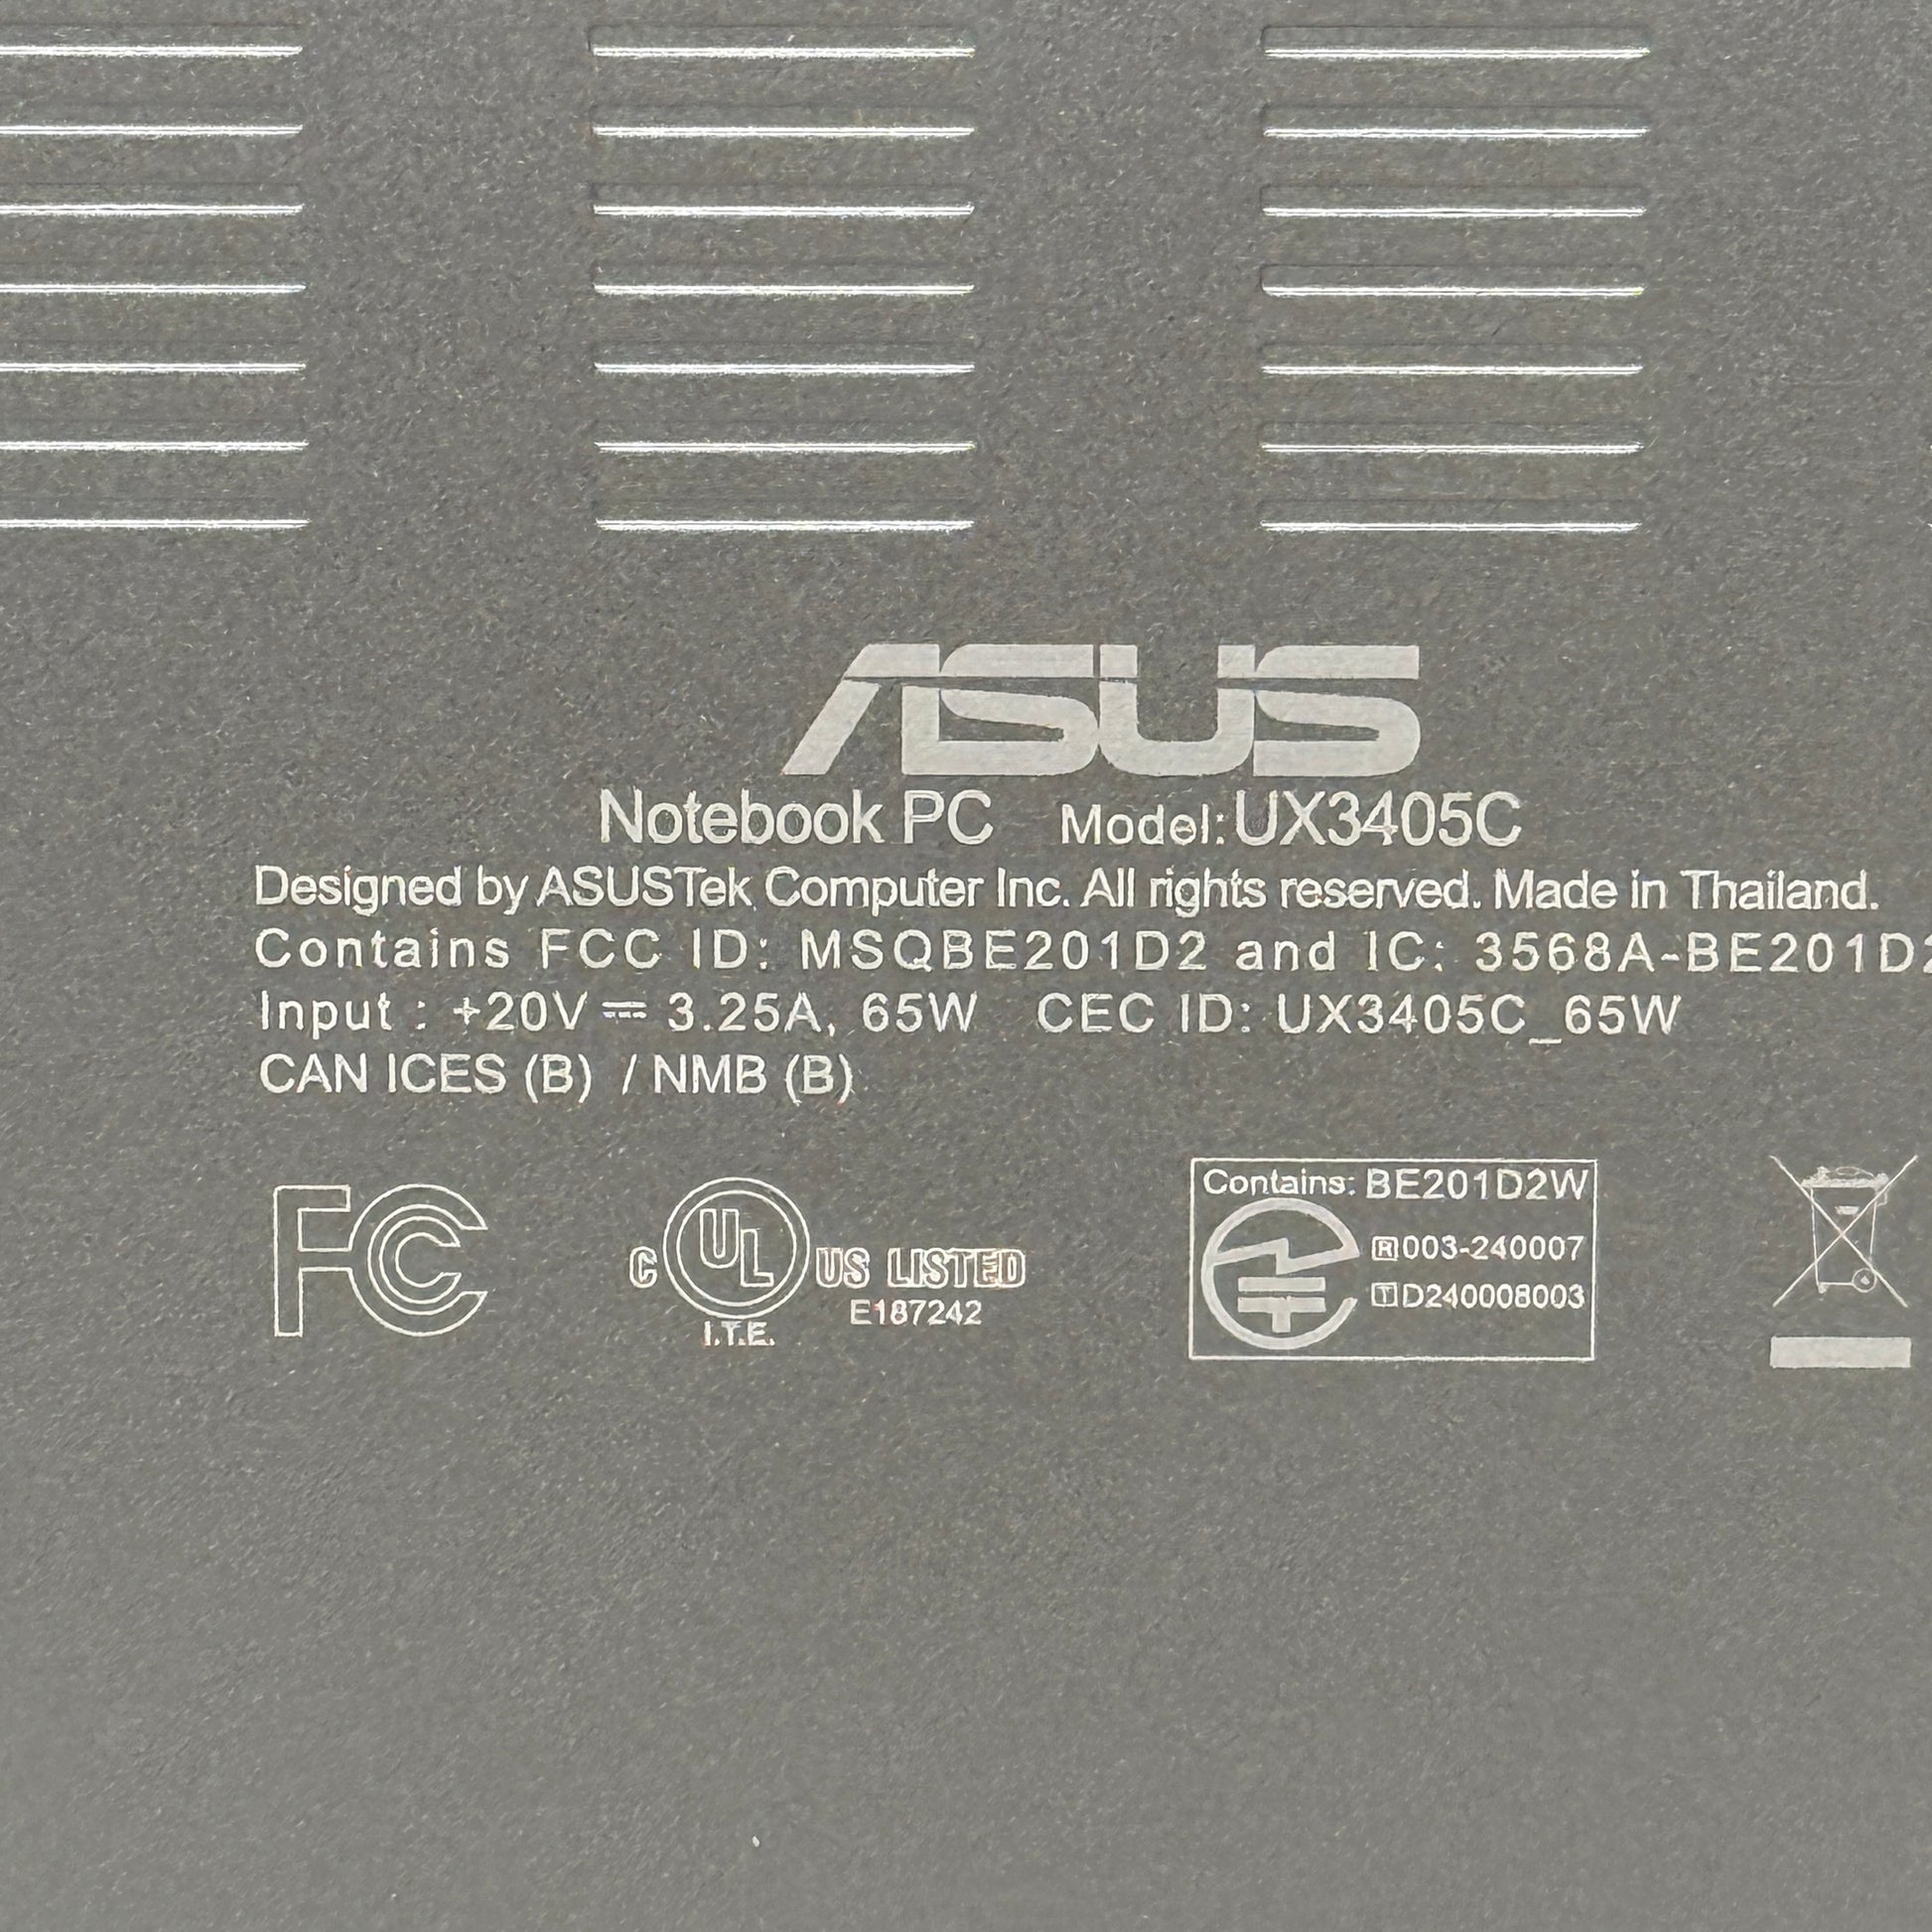 ASUS
Notebook PC Model: UX3405C
Designed by ASUSTek Computer Inc. All rights reserved. Made in Thailand.
Contains FCC ID: MSQBE201D2 and IC: 3568A-BE201D2
Input : +20V⎓3.25A, 65W CEC ID: UX3405C_65W
CAN ICES (B) / NMB (B)
FC
C UL US LISTED
E187242
I.T.E.
Contains: BE201D2W
R 003-240007
T D240008003